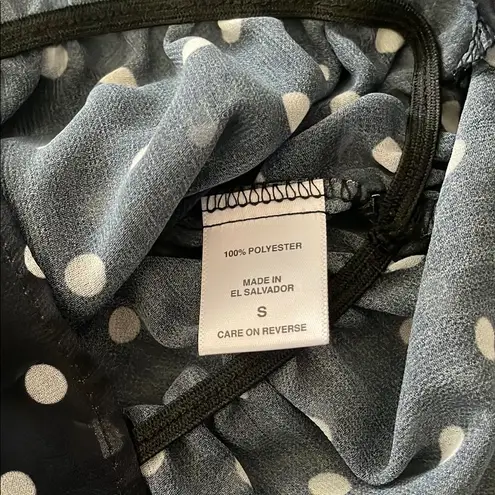 100% POLYESTER
MADE IN
EL SALVADOR
S
CARE ON REVERSE